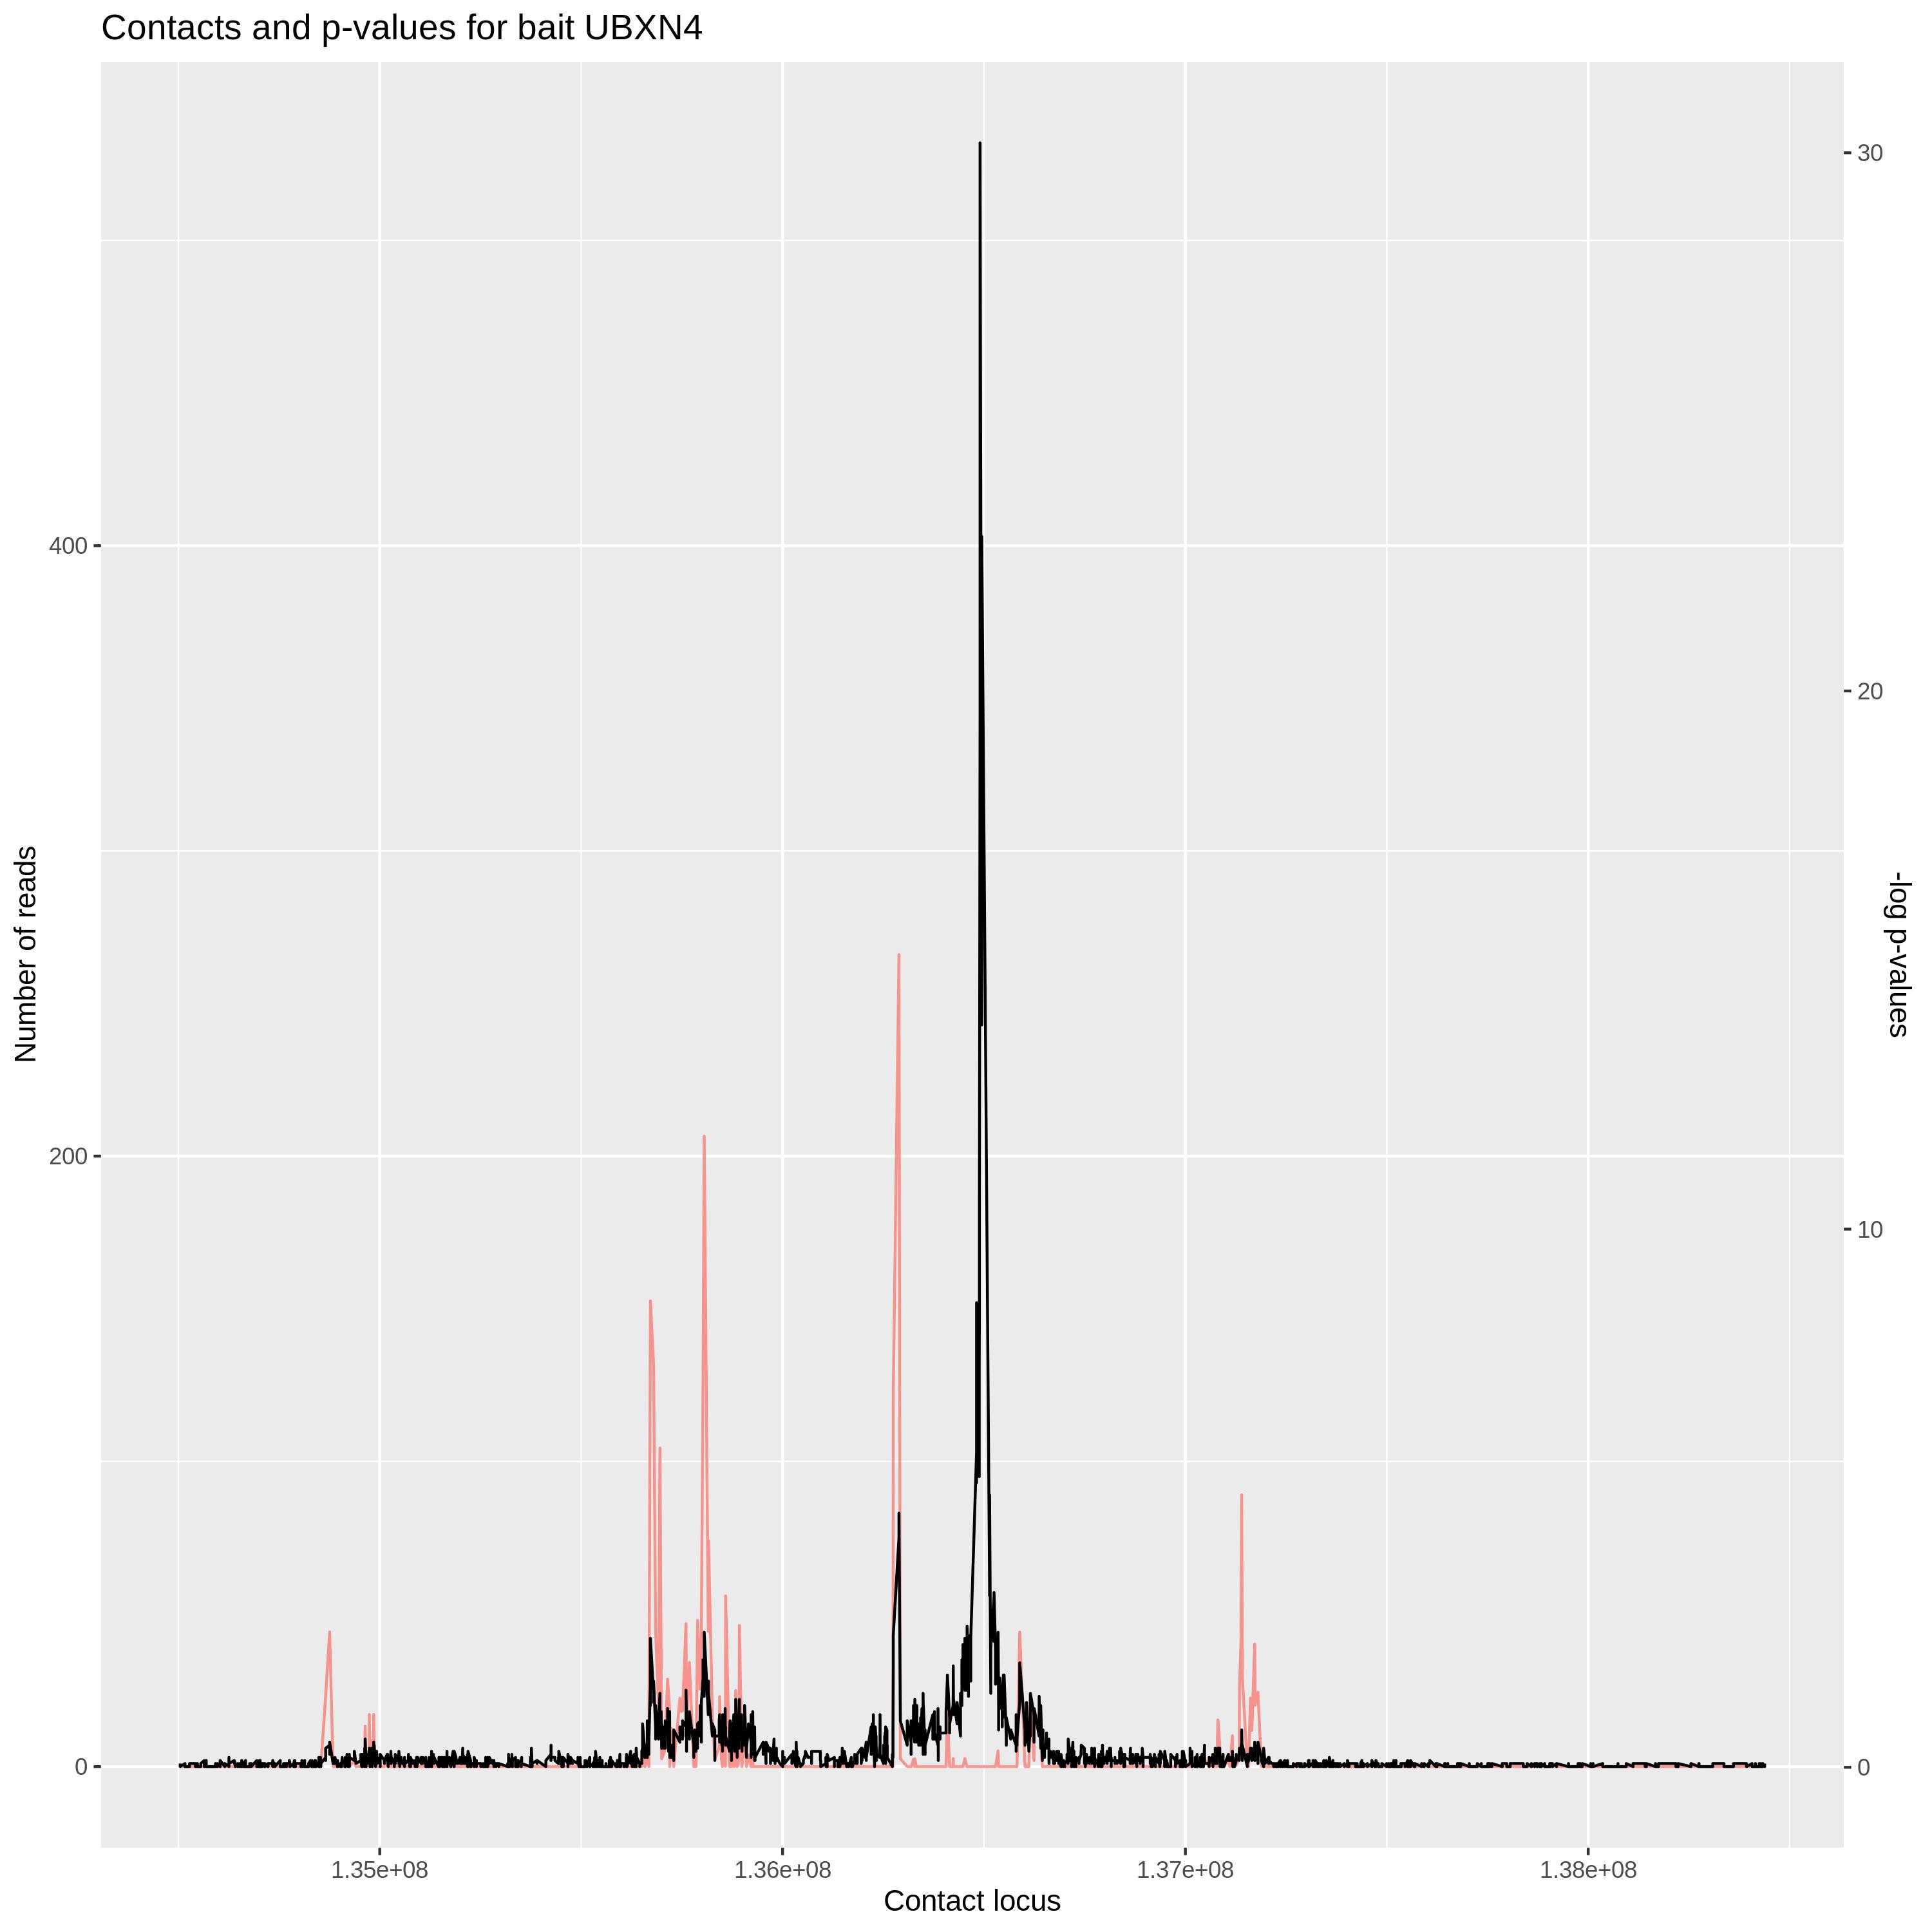 Contacts and p-values for bait UBXN4
Number of reads
400
200
0
30
20
10
0
-log p-values
1.35e+08
1.36e+08
1.37e+08
1.38e+08
Contact locus